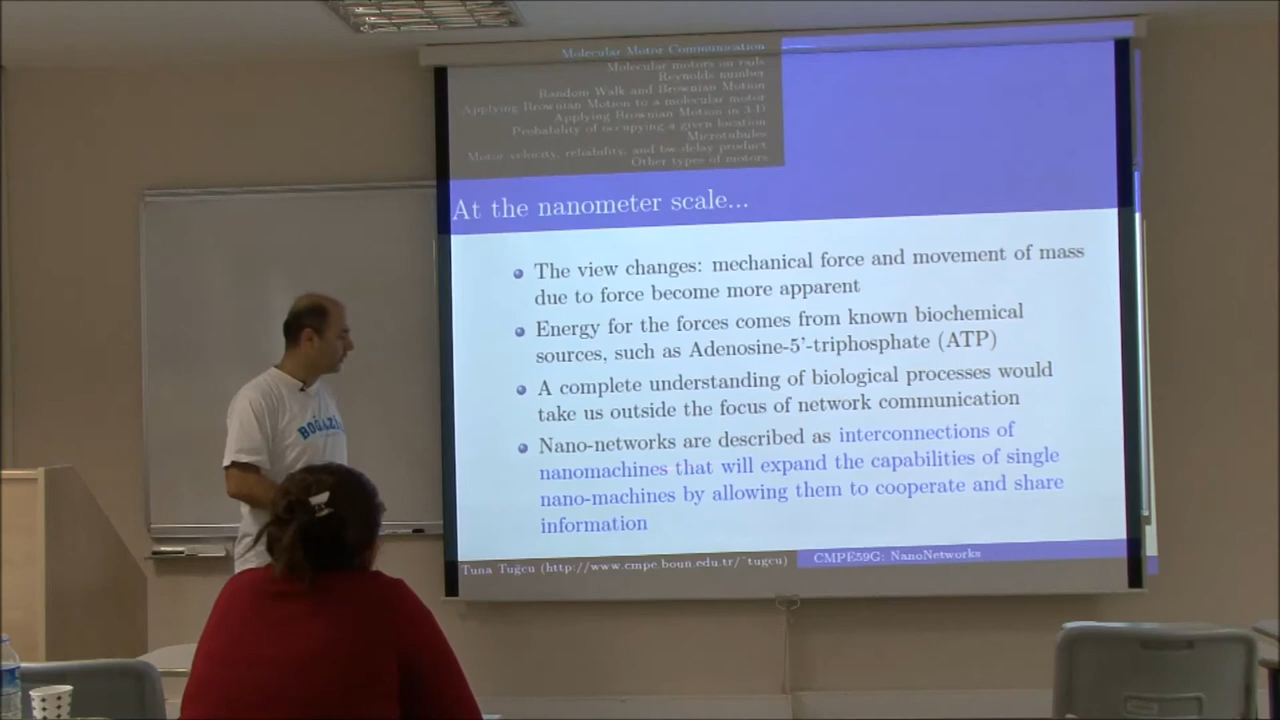 Molecular Motor Communication
Molecular motors on rails
Reynolds number
Random Walk and Brownian Motion
Applying Brownian Motion to a molecular motor
Applying Brownian Motion in 3-D
Probability of occupying a given location
Microtubules
Motor velocity, reliability, and bw-delay product
Other types of motors
At the nanometer scale...
The view changes: mechanical force and movement of mass
due to force become more apparent
Energy for the forces comes from known biochemical
sources, such as Adenosine-5'-triphosphate (ATP)
A complete understanding of biological processes would
take us outside the focus of network communication
Nano-networks are described as interconnections of
nanomachines that will expand the capabilities of single
nano-machines by allowing them to cooperate and share
information
Tuna Tuğcu (http://www.cmpe.boun.edu.tr/~tugcu)
CMPE59G: NanoNetworks
BOĞAZİ